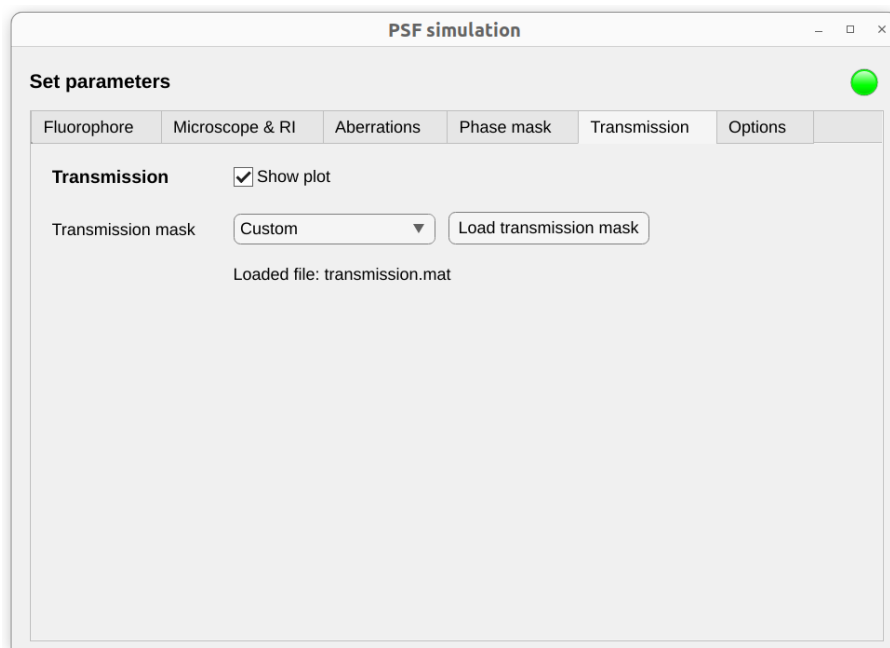 PSF simulation
Set parameters
Fluorophore Microscope & RI Aberrations Phase mask Transmission Options
Transmission Show plot
Transmission mask Custom Load transmission mask
Loaded file: transmission.mat